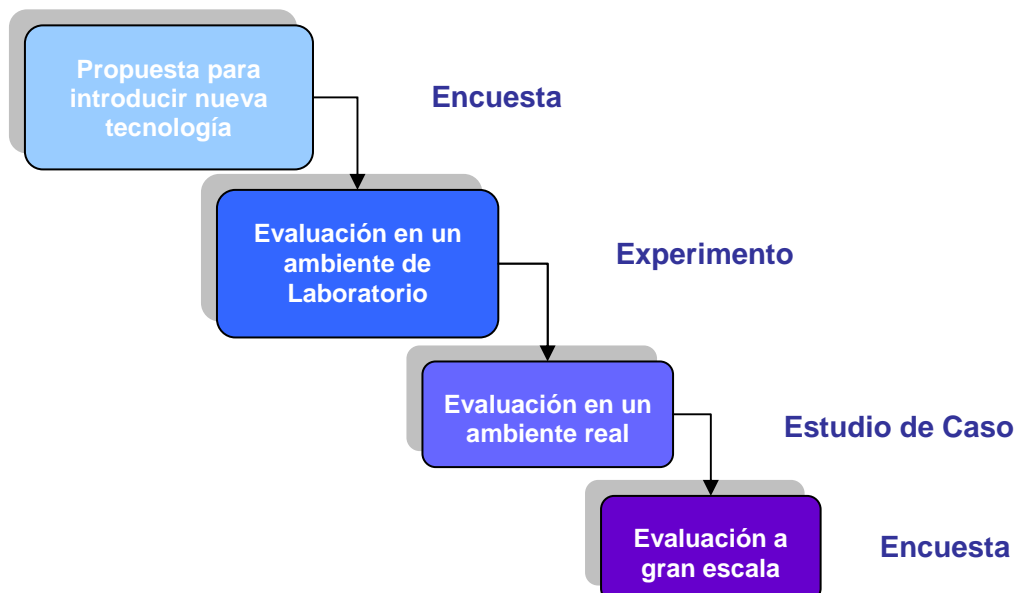 Propuesta para
introducir nueva
tecnología
Encuesta
Evaluación en un
ambiente de
Laboratorio
Experimento
Evaluación en un
ambiente real
Estudio de Caso
Evaluación a
gran escala
Encuesta